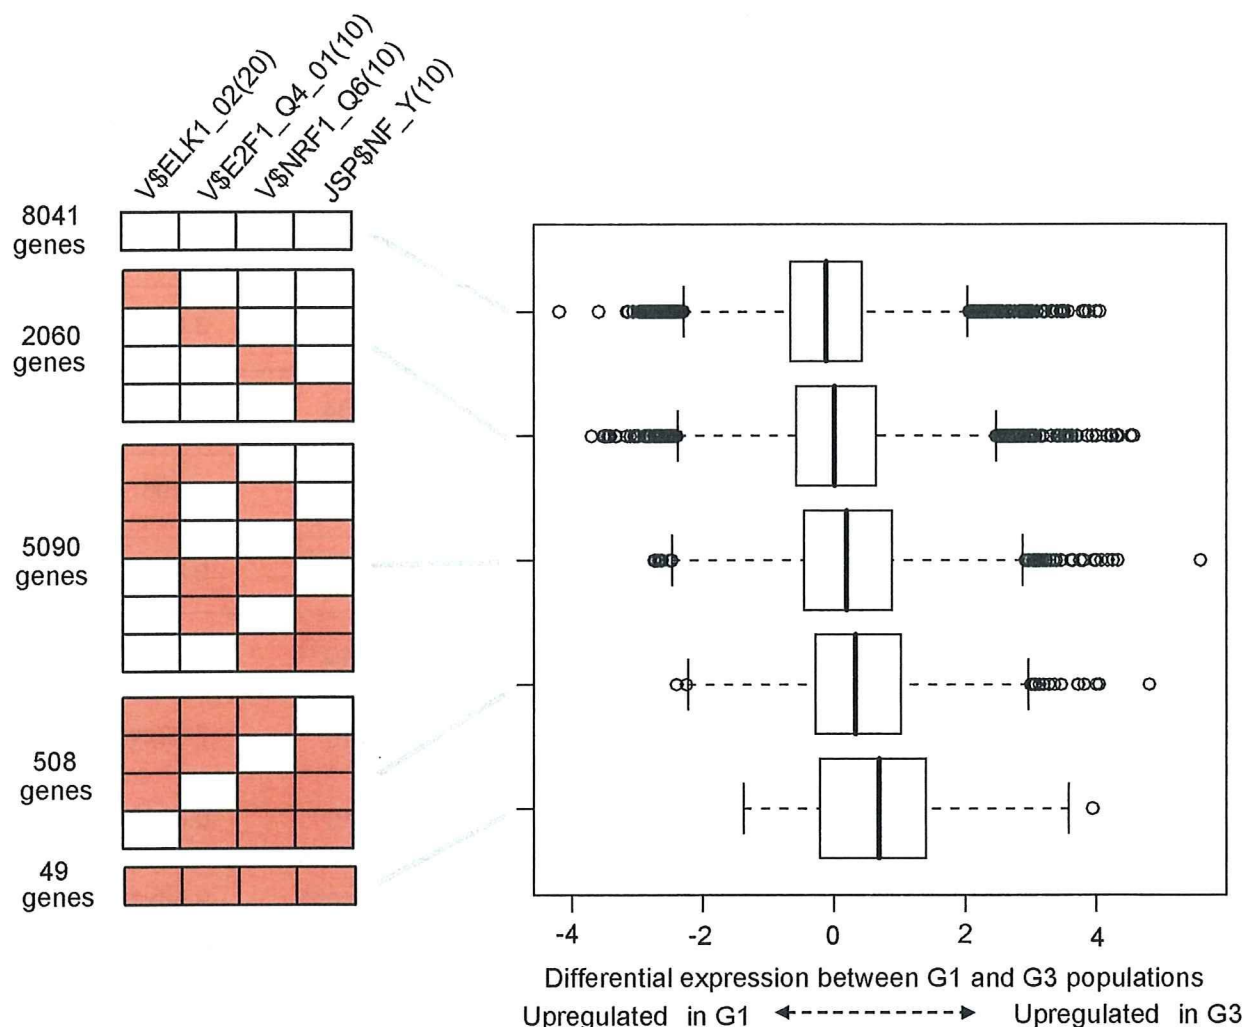 V$ELK1_02(20)
V$E2F1_Q4_01(10)
V$NRF1_Q6(10)
JSP$NF_Y(10)
8041
genes
2060
genes
5090
genes
508
genes
49
genes
-4 -2 0 2 4
Differential expression between G1 and G3 populations
Upregulated in G1 Upregulated in G3